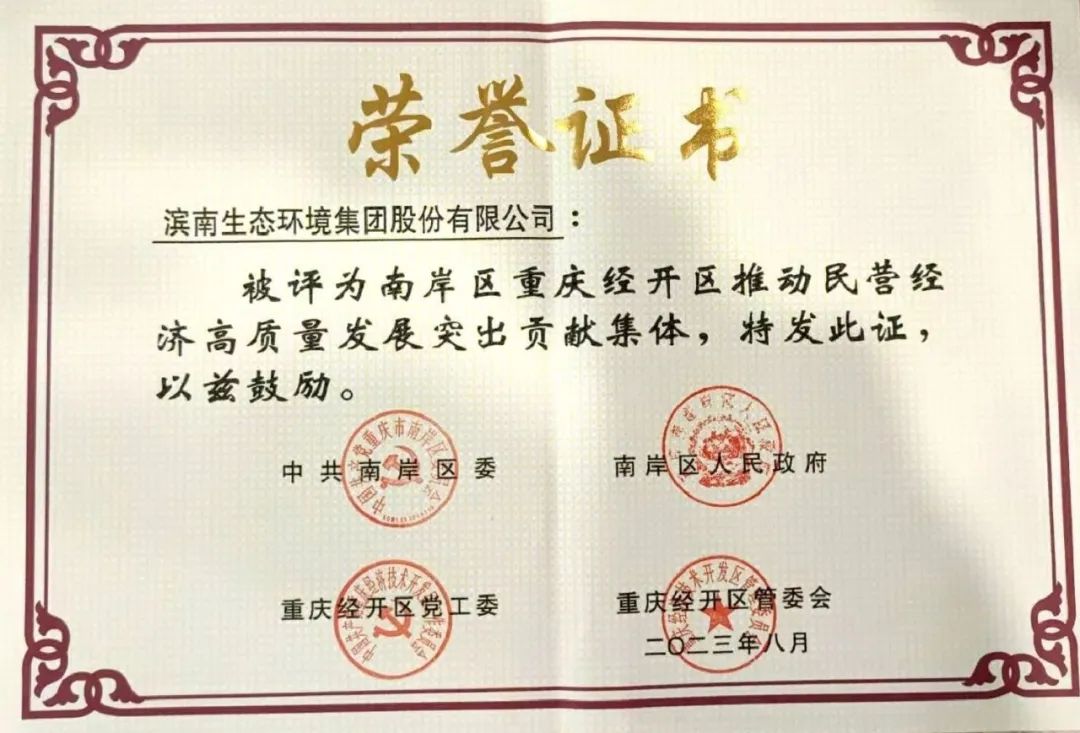 荣誉证书
滨南生态环境集团股份有限公司：
被评为南岸区重庆经开区推动民营经
济高质量发展突出贡献集体，特发此证，
以兹鼓励。
中共南岸区委
南岸区人民政府
重庆经开区党工委
重庆经开区管委会
二〇二三年八月